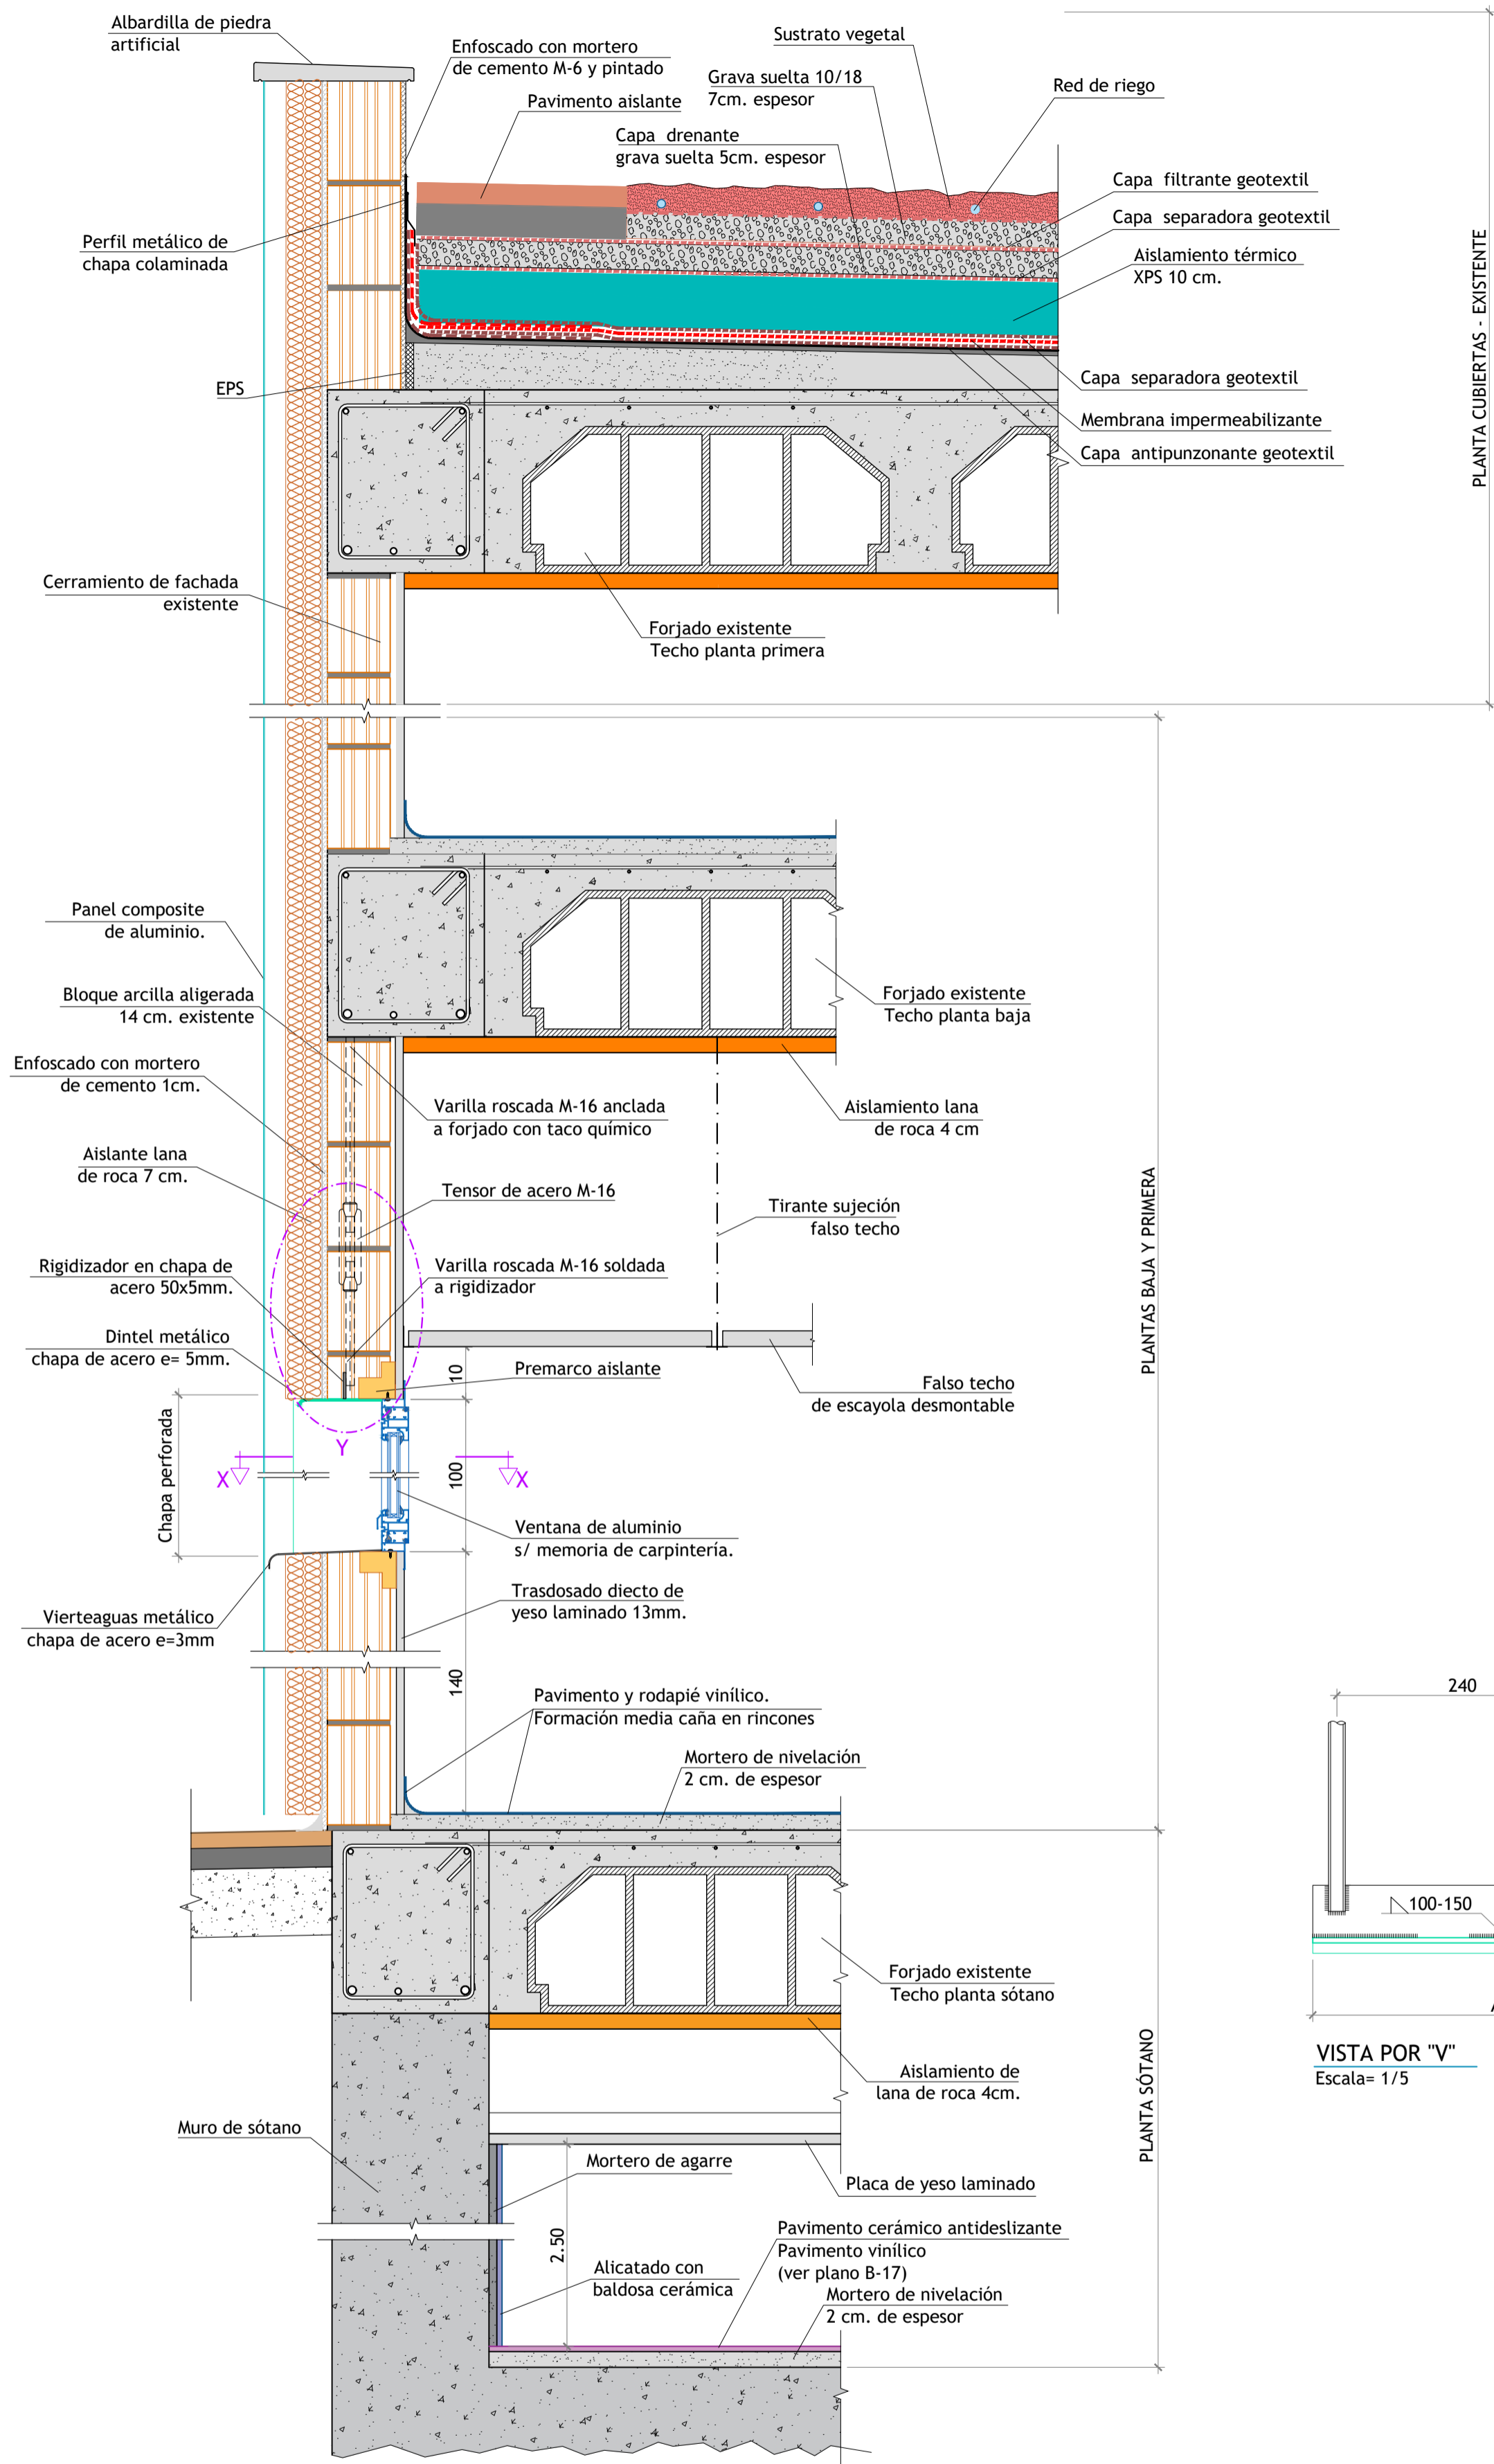 Albardilla de piedra
artificial
Enfoscado con mortero
de cemento M-6 y pintado
Sustrato vegetal
Grava suelta 10/18
7cm. espesor
Red de riego
Pavimento aislante
Capa drenante
grava suelta 5cm. espesor
Capa filtrante geotextil
Capa separadora geotextil
Perfil metálico de
chapa colaminada
Aislamiento térmico
XPS 10 cm.
PLANTA CUBIERTAS - EXISTENTE
EPS
Capa separadora geotextil
Membrana impermeabilizante
Capa antipunzonante geotextil
Cerramiento de fachada
existente
Forjado existente
Techo planta primera
Panel composite
de aluminio.
Bloque arcilla aligerada
14 cm. existente
Forjado existente
Techo planta baja
Enfoscado con mortero
de cemento 1cm.
Varilla roscada M-16 anclada
a forjado con taco químico
Aislamiento lana
de roca 4 cm
Aislante lana
de roca 7 cm.
Tensor de acero M-16
Tirante sujeción
falso techo
PLANTAS BAJA Y PRIMERA
Rigidizador en chapa de
acero 50x5mm.
Varilla roscada M-16 soldada
a rigidizador
Dintel metálico
chapa de acero e= 5mm.
Premarco aislante
10
Falso techo
de escayola desmontable
Chapa perforada
Y
X
X
100
Ventana de aluminio
s/ memoria de carpintería.
Vierteaguas metálico
chapa de acero e=3mm
Trasdosado diecto de
yeso laminado 13mm.
140
Pavimento y rodapié vinílico.
Formación media caña en rincones
240
Mortero de nivelación
2 cm. de espesor
100-150
Forjado existente
Techo planta sótano
VISTA POR "V"
Escala= 1/5
Aislamiento de
lana de roca 4cm.
PLANTA SÓTANO
Muro de sótano
Mortero de agarre
Placa de yeso laminado
2.50
Pavimento cerámico antideslizante
Pavimento vinílico
(ver plano B-17)
Alicatado con
baldosa cerámica
Mortero de nivelación
2 cm. de espesor